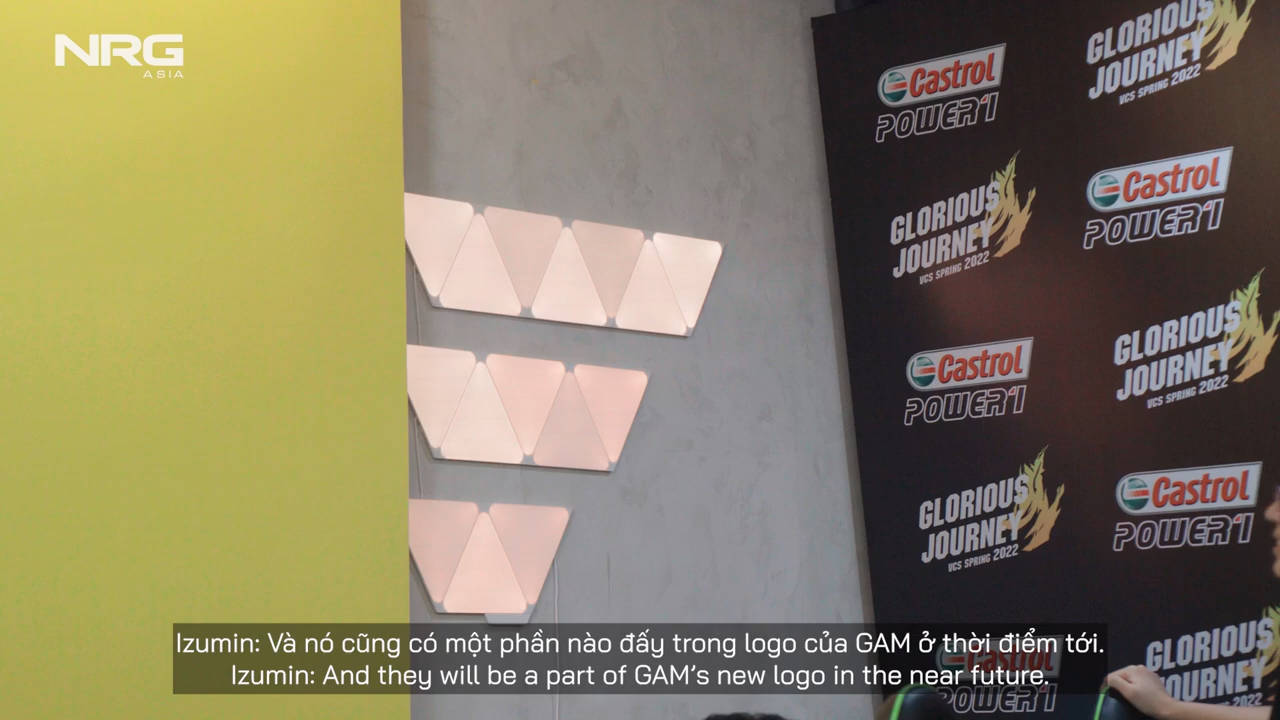 NRG
ASIA
Castrol
POWER1
GLORIOUS
JOURNEY
VCS SPRING 2022
GLORIOUS
JOURNEY
VCS SPRING 2022
Castrol
POWER1
Castrol
POWER1
GLORIOUS
JOURNEY
VCS SPRING 2022
GLORIOUS
JOURNEY
VCS SPRING 2022
Castrol
POWER1
Castrol
POWER1
GLORIOUS
JOURNEY
Izumin: Và nó cũng có một phần nào đấy trong logo của GAM ở thời điểm tới.
Izumin: And they will be a part of GAM's new logo in the near future.